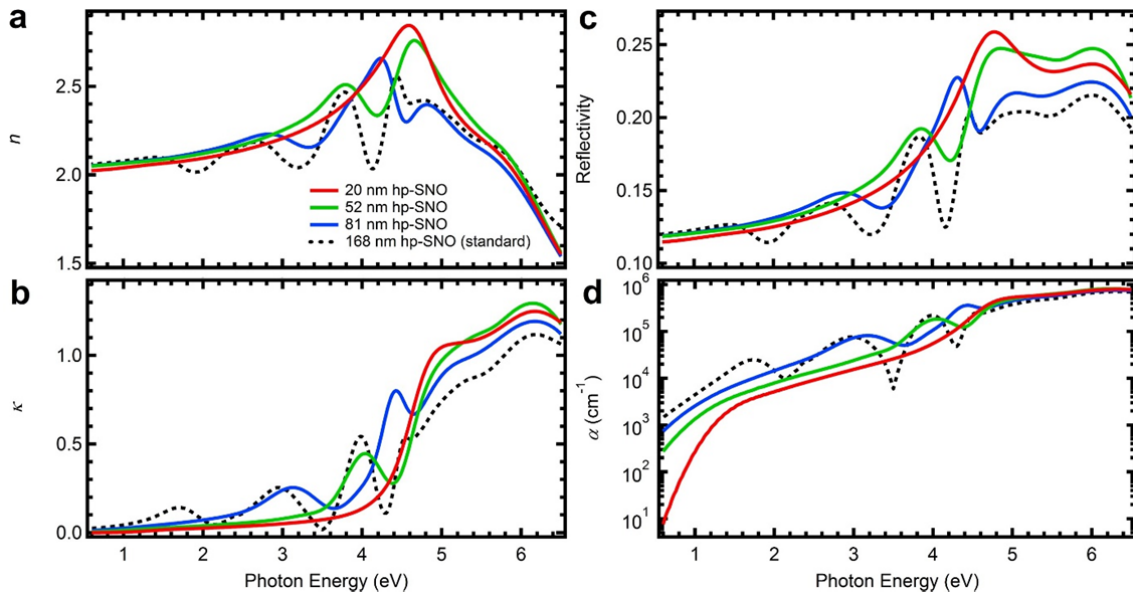 a
2.5
n
2.0
1.5
20 nm hp-SNO
52 nm hp-SNO
81 nm hp-SNO
168 nm hp-SNO (standard)
b
1.0
κ
0.5
0.0
1 2 3 4 5 6
Photon Energy (eV)
c
0.25
0.20
Reflectivity
0.15
0.10
d
10⁶
10⁵
10⁴
α (cm⁻¹)
10³
10²
10¹
1 2 3 4 5 6
Photon Energy (eV)